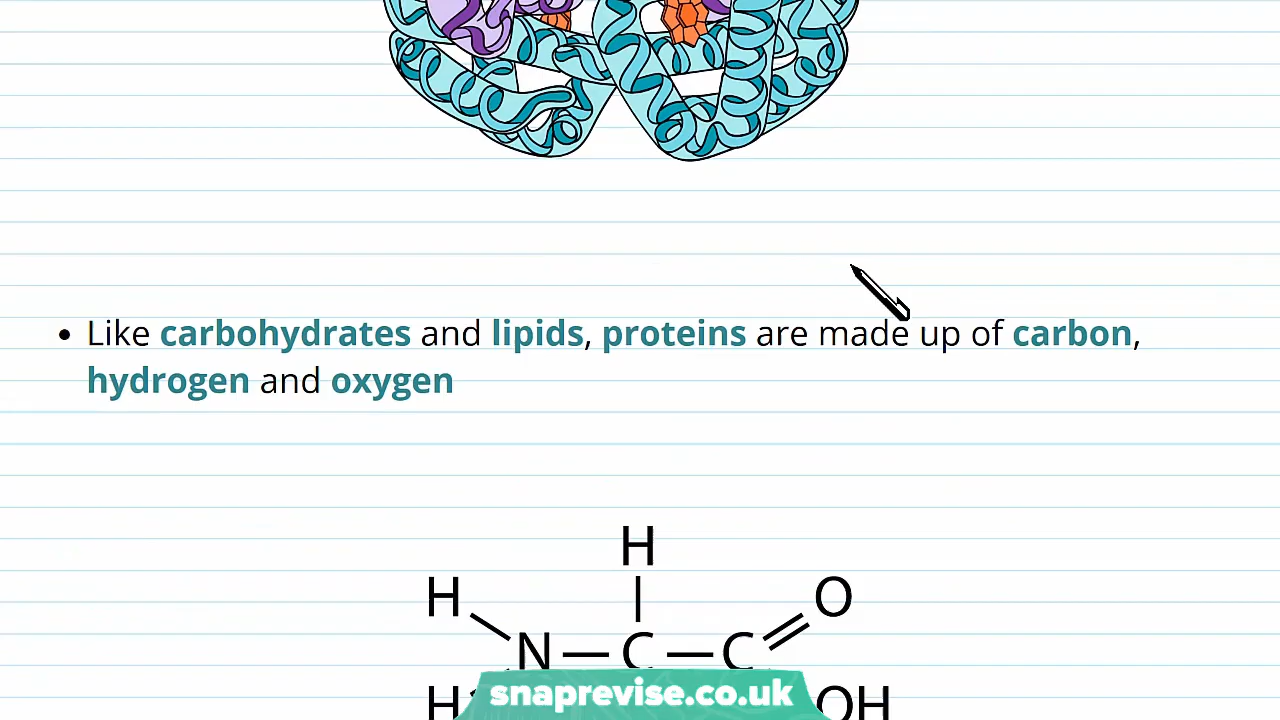 • Like carbohydrates and lipids, proteins are made up of carbon,
hydrogen and oxygen
H
H O
N — C — C
H OH
snaprevise.co.uk